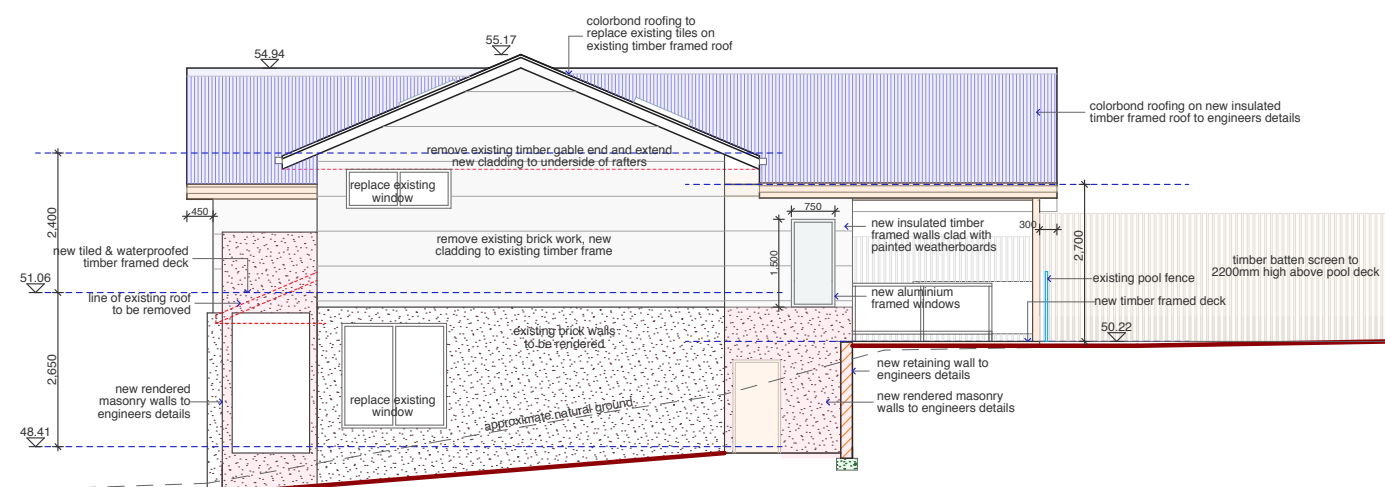 colorbond roofing to
replace existing tiles on
existing timber framed roof
55.17
54.94
colorbond roofing on new insulated
timber framed roof to engineers details
remove existing timber gable end and extend
new cladding to underside of rafters
replace existing
window
450
750
300
2,400
new insulated timber
framed walls clad with
painted weatherboards
remove existing brick work, new
cladding to existing timber frame
2,700
1,500
new tiled & waterproofed
timber framed deck
timber batten screen to
2200mm high above pool deck
51.06
existing pool fence
line of existing roof
to be removed
new aluminium
framed windows
new timber framed deck
50.22
existing brick walls
to be rendered
2,650
new retaining wall to
engineers details
new rendered
masonry walls to
engineers details
replace existing
window
approximate natural ground
new rendered masonry
walls to engineers details
48.41